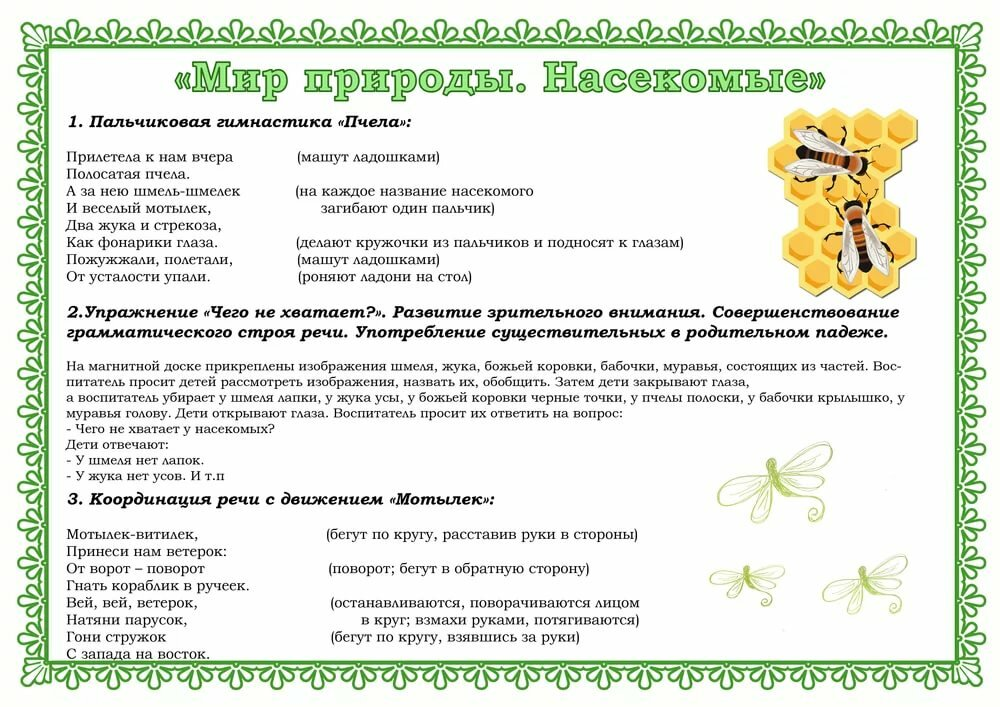 «Мир природы. Насекомые»
1. Пальчиковая гимнастика «Пчела»:
Прилетела к нам вчера (машут ладошками)
Полосатая пчела.
А за нею шмель-шмелек (на каждое название насекомого
И веселый мотылек, загибают один пальчик)
Два жука и стрекоза,
Как фонарики глаза. (делают кружочки из пальчиков и подносят к глазам)
Пожужжали, полетали, (машут ладошками)
От усталости упали. (роняют ладони на стол)
2.Упражнение «Чего не хватает?». Развитие зрительного внимания. Совершенствование
грамматического строя речи. Употребление существительных в родительном падеже.
На магнитной доске прикреплены изображения шмеля, жука, божьей коровки, бабочки, муравья, состоящих из частей. Вос-
питатель просит детей рассмотреть изображения, назвать их, обобщить. Затем дети закрывают глаза,
а воспитатель убирает у шмеля лапки, у жука усы, у божьей коровки черные точки, у пчелы полоски, у бабочки крылышко, у
муравья голову. Дети открывают глаза. Воспитатель просит их ответить на вопрос:
- Чего не хватает у насекомых?
Дети отвечают:
- У шмеля нет лапок.
- У жука нет усов. И т.п
3. Координация речи с движением «Мотылек»:
Мотылек-витилек, (бегут по кругу, расставив руки в стороны)
Принеси нам ветерок:
От ворот – поворот (поворот; бегут в обратную сторону)
Гнать кораблик в ручеек.
Вей, вей, ветерок, (останавливаются, поворачиваются лицом
Натяни парусок, в круг; взмахи руками, потягиваются)
Гони стружок (бегут по кругу, взявшись за руки)
С запада на восток.